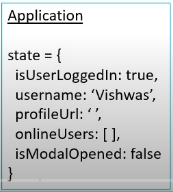 Application
state = {
isUserLoggedIn: true,
username: ‘Vishwas’,
profileUrl: ‘ ’,
onlineUsers: [ ],
isModalOpened: false
}